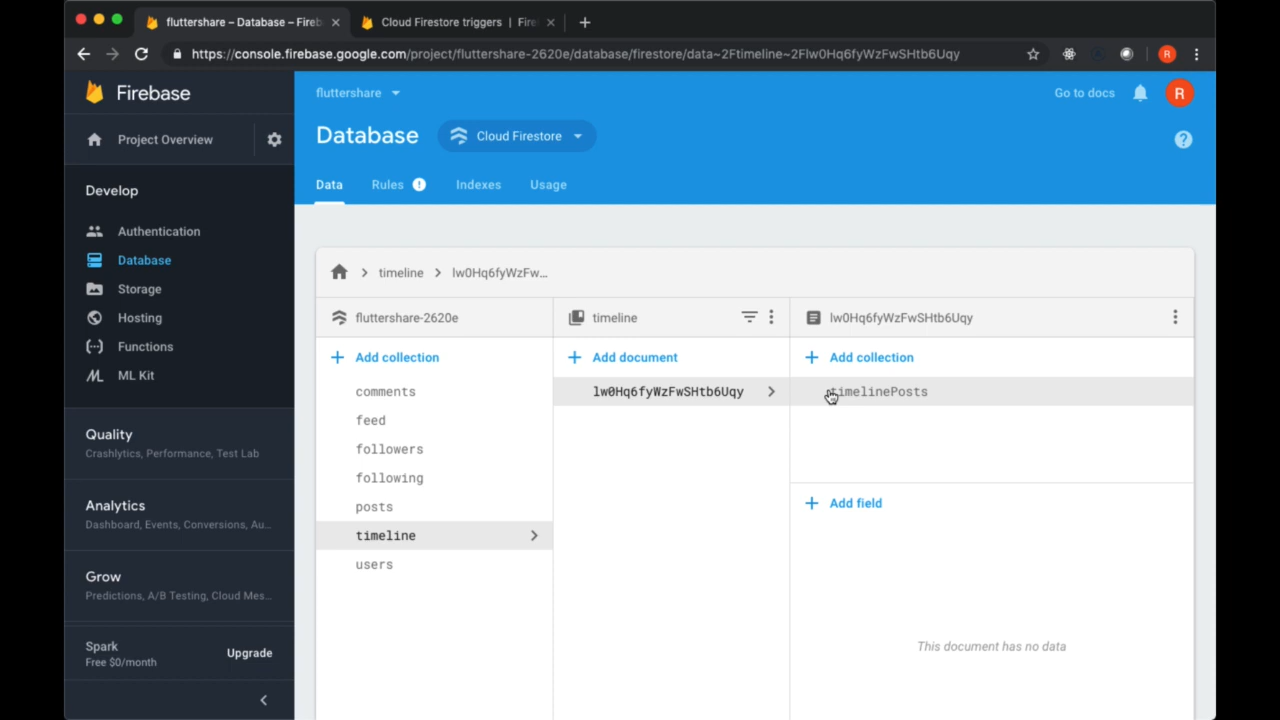 fluttershare – Database – Fireb
Cloud Firestore triggers | Fire
https://console.firebase.google.com/project/fluttershare-2620e/database/firestore/data~2Ftimeline~2Flw0Hq6fyWzFwSHtb6Uqy
R
Firebase
fluttershare
Go to docs
R
Project Overview
Database
Cloud Firestore
Develop
Data
Rules
Indexes
Usage
Authentication
Database
Storage
Hosting
Functions
ML Kit
timeline
lw0Hq6fyWzFw...
fluttershare-2620e
timeline
lw0Hq6fyWzFwSHtb6Uqy
Add collection
Add document
Add collection
comments
feed
followers
following
posts
timeline
users
lw0Hq6fyWzFwSHtb6Uqy
timelinePosts
Add field
This document has no data
Quality
Crashlytics, Performance, Test Lab
Analytics
Dashboard, Events, Conversions, Au...
Grow
Predictions, A/B Testing, Cloud Mes...
Spark
Free $0/month
Upgrade